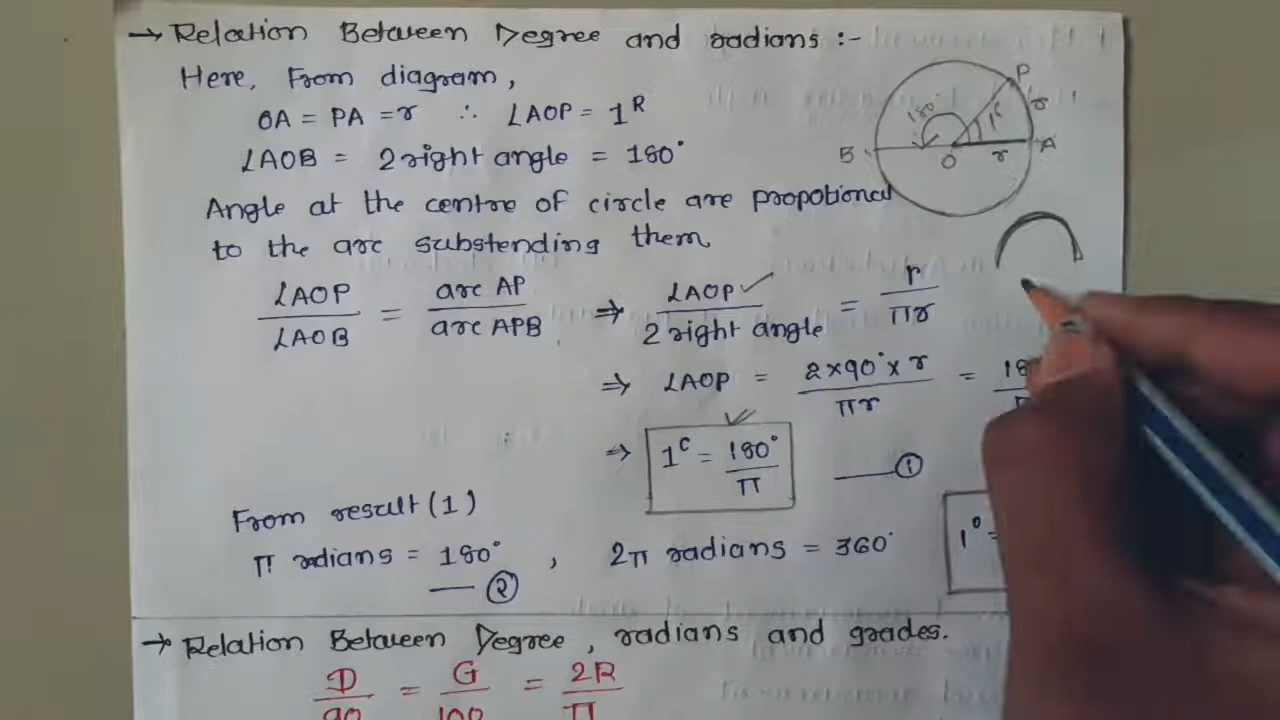 → Relation Between Degree and radians :-
Here, From diagram,
OA = PA = r ∴ ∠AOP = 1^R
∠AOB = 2 right angle = 180°
Angle at the centre of circle are propotional
to the arc substending them
∠AOP/∠AOB = arc AP/arc APB ⇒ ∠AOP/2 right angle = r/πr
⇒ ∠AOP = 2×90°×r/πr =
⇒ 1^c = 180°/π —— ①
From result (1)
π radians = 180° , 2π radians = 360°
—— ②
1° =
→ Relation Between Degree, radians and grades.
D/90 = G/100 = 2R/π
P
r
180°
1^c
B
O
r
A